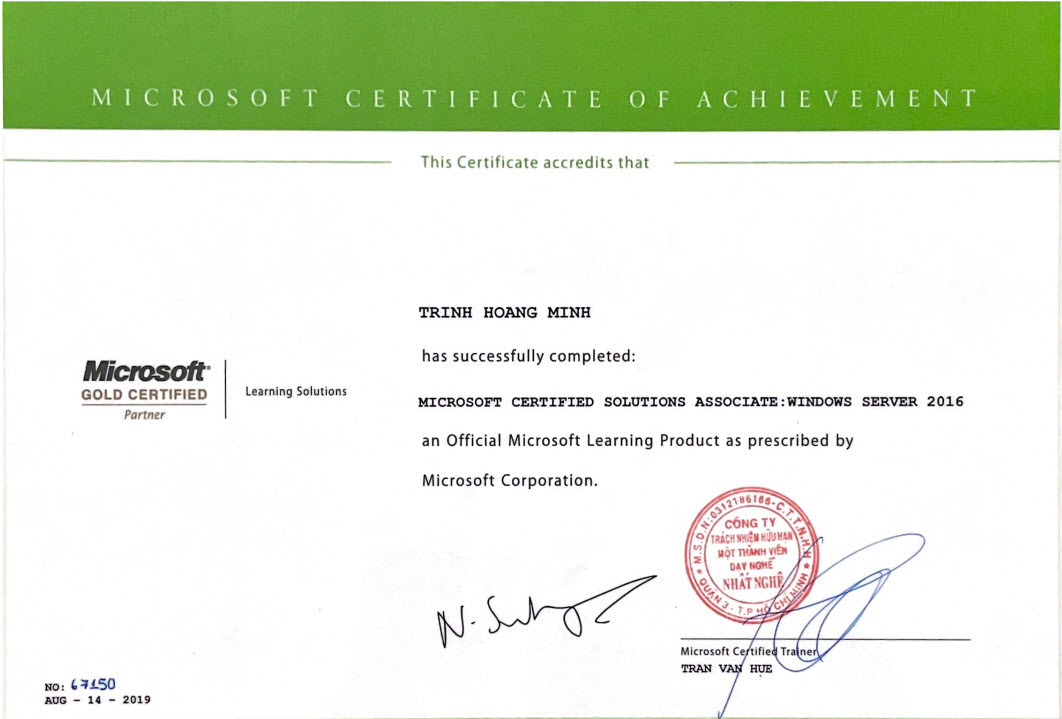 MICROSOFT CERTIFICATE OF ACHIEVEMENT
This Certificate accredits that
TRINH HOANG MINH
has successfully completed:
Microsoft
GOLD CERTIFIED
Partner
Learning Solutions
MICROSOFT CERTIFIED SOLUTIONS ASSOCIATE:WINDOWS SERVER 2016
an Official Microsoft Learning Product as prescribed by
Microsoft Corporation.
M.S.D.N:0312186166-C.T.T.N.H.H
CÔNG TY
TRÁCH NHIỆM HỮU HẠN
MỘT THÀNH VIÊN
DẠY NGHỀ
NHẤT NGHỆ
QUẬN 3 - T.P HỒ CHÍ MINH
Microsoft Certified Trainer
TRAN VAN HUE
NO: 67150
AUG - 14 - 2019